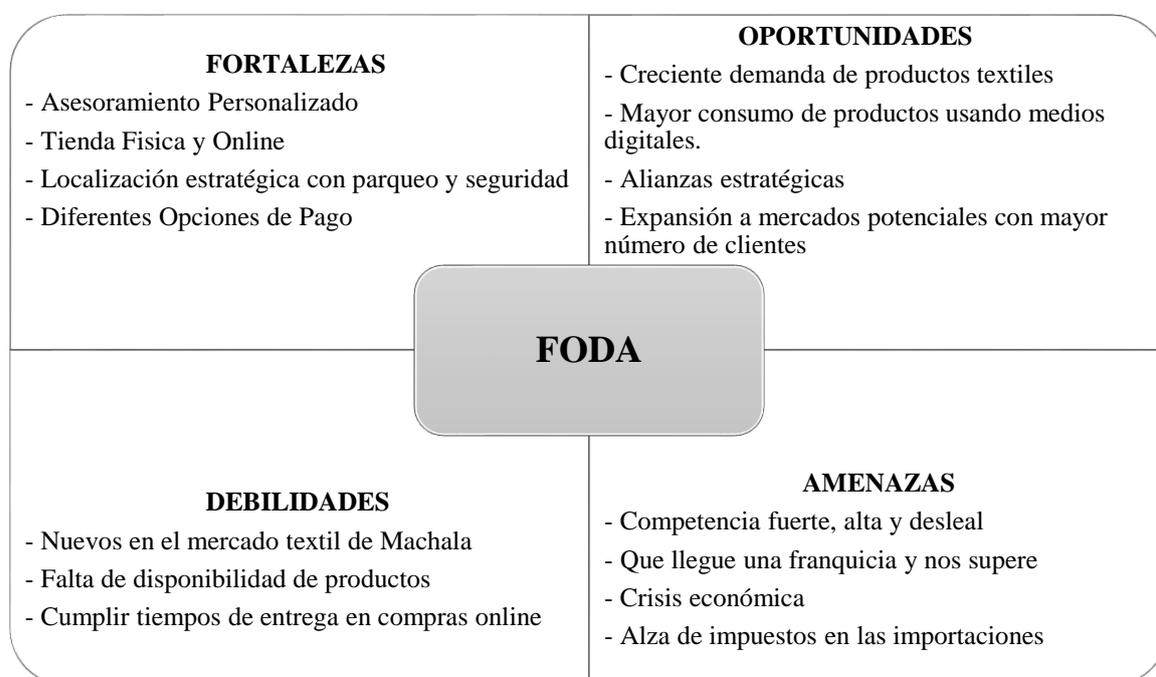 FORTALEZAS
- Asesoramiento Personalizado
- Tienda Fisica y Online
- Localización estratégica con parqueo y seguridad
- Diferentes Opciones de Pago
OPORTUNIDADES
- Creciente demanda de productos textiles
- Mayor consumo de productos usando medios
digitales.
- Alianzas estratégicas
- Expansión a mercados potenciales con mayor
número de clientes
FODA
DEBILIDADES
- Nuevos en el mercado textil de Machala
- Falta de disponibilidad de productos
- Cumplir tiempos de entrega en compras online
AMENAZAS
- Competencia fuerte, alta y desleal
- Que llegue una franquicia y nos supere
- Crisis económica
- Alza de impuestos en las importaciones